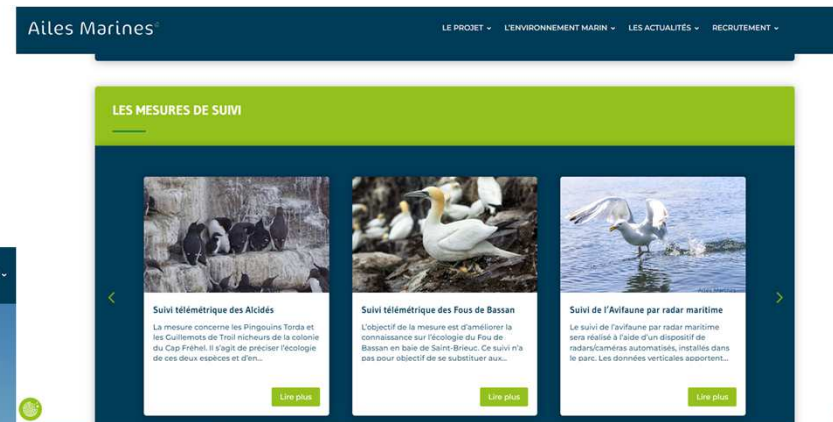 Ailes Marines®
LE PROJET L'ENVIRONNEMENT MARIN LES ACTUALITÉS RECRUTEMENT
LES MESURES DE SUIVI
Suivi télémétrique des Alcidés
La mesure concerne les Pingouins Torda et
les Guillemots de Troïl nicheurs de la colonie
du Cap Fréhel. Il s'agit de préciser l'écologie
de ces deux espèces et d'en...
Lire plus
Suivi télémétrique des Fous de Bassan
L'objectif de la mesure est d'améliorer la
connaissance sur l'écologie du Fou de
Bassan en baie de Saint-Brieuc. Ce suivi n'a
pas pour objectif de se substituer aux...
Lire plus
Ailes Marines
Suivi de l'Avifaune par radar maritime
Le suivi de l'avifaune par radar maritime
sera réalisé à l'aide d'un dispositif de
radars/caméras automatisés, installés dans
le parc. Les données verticales apportent...
Lire plus